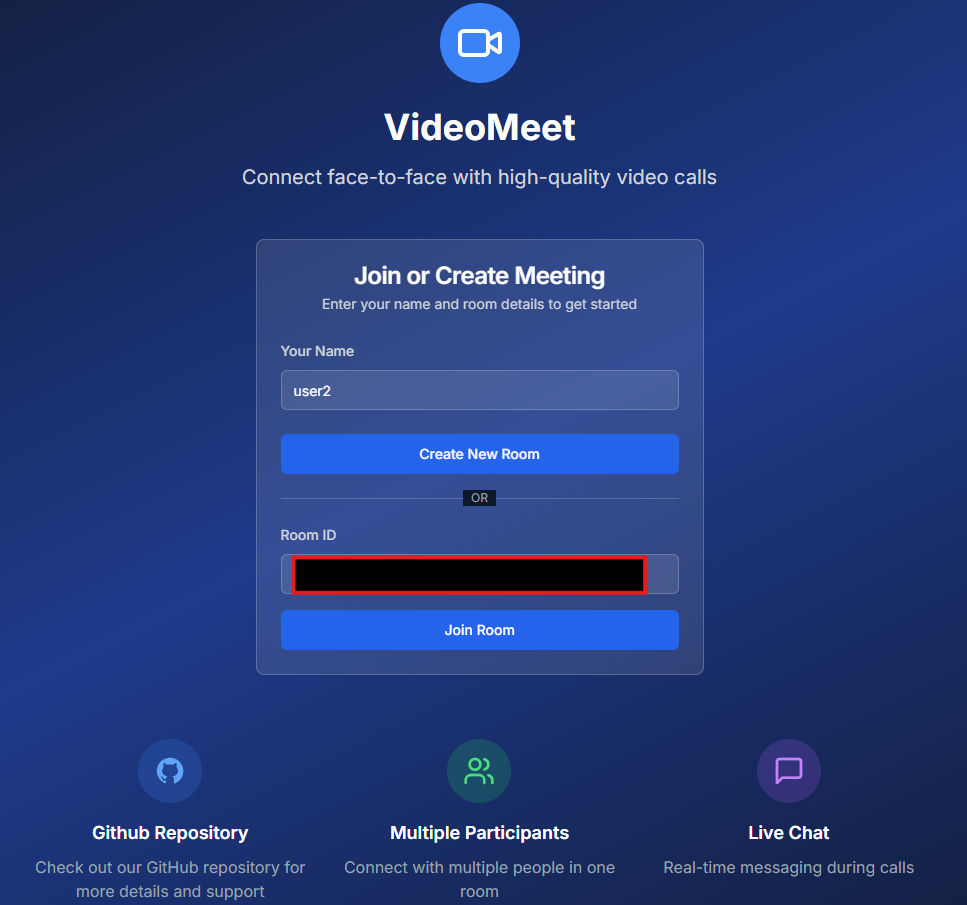 VideoMeet
Connect face-to-face with high-quality video calls
Join or Create Meeting
Enter your name and room details to get started
Your Name
user2
Create New Room
OR
Room ID
Join Room
Github Repository
Check out our GitHub repository for
more details and support
Multiple Participants
Connect with multiple people in one
room
Live Chat
Real-time messaging during calls